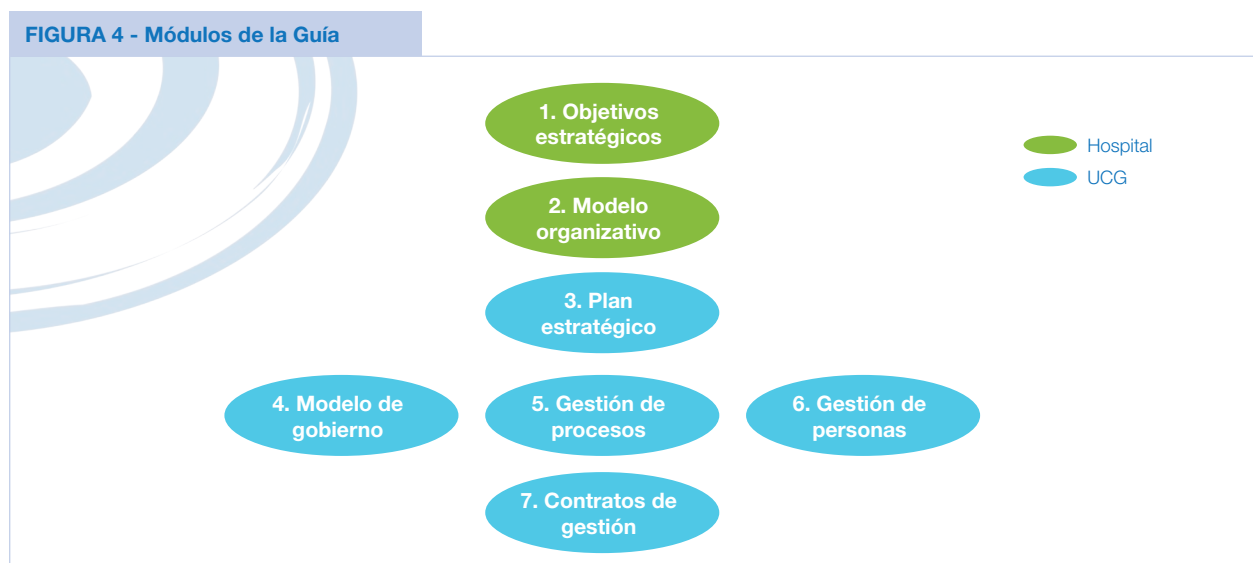 FIGURA 4 - Módulos de la Guía
1. Objetivos
estratégicos
Hospital
UCG
2. Modelo
organizativo
3. Plan
estratégico
4. Modelo de
gobierno
5. Gestión de
procesos
6. Gestión de
personas
7. Contratos de
gestión